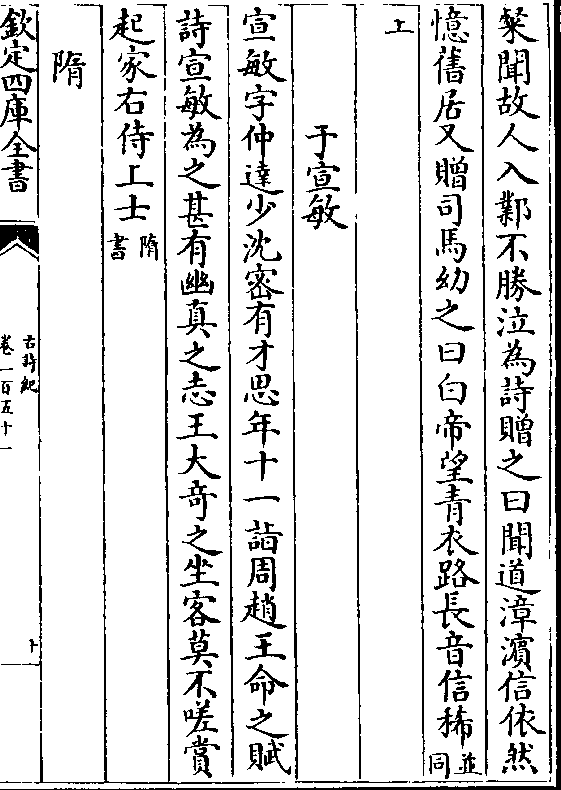 粲聞故人入鄴不勝泣為詩贈之曰聞道漳濱信依然
憶舊居又贈司馬幼之曰白帝望青衣路長音信稀並同
上
于宣敏
宣敏字仲達少沈密有才思年十一詣周趙王命之賦
詩宣敏為之甚有幽真之志王大奇之坐客莫不嗟賞
起家右侍上士隋書
隋
欽定四庫全書
古詩紀
卷一百五十一
十